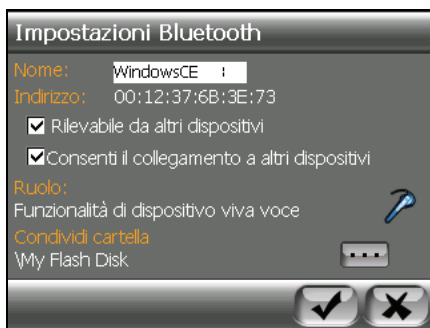 Impostazioni Bluetooth
Nome: WindowsCE
Indirizzo: 00:12:37:6B:3E:73
Rilevabile da altri dispositivi
Consenti il collegamento a altri dispositivi
Ruolo:
Funzionalità di dispositivo viva voce
Condividi cartella
\My Flash Disk
...